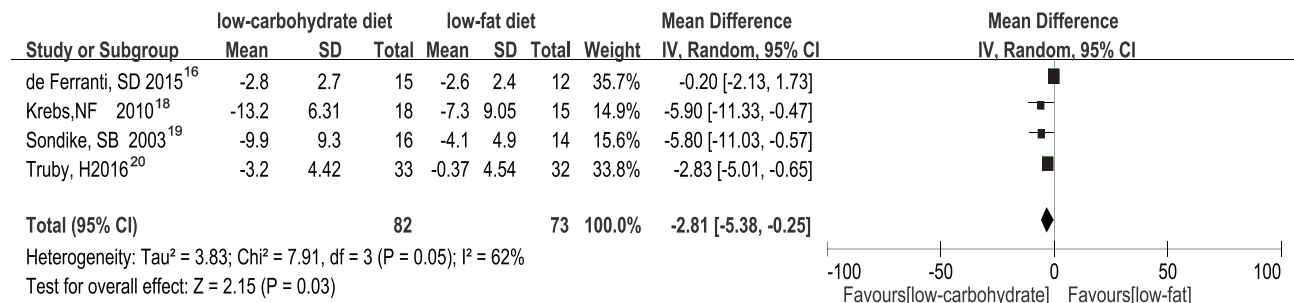 low-carbohydrate diet low-fat diet Mean Difference Mean Difference
Study or Subgroup Mean SD Total Mean SD Total Weight IV, Random, 95% CI IV, Random, 95% CI
de Ferranti, SD 2015¹⁶ -2.8 2.7 15 -2.6 2.4 12 35.7% -0.20 [-2.13, 1.73]
Krebs,NF 2010¹⁸ -13.2 6.31 18 -7.3 9.05 15 14.9% -5.90 [-11.33, -0.47]
Sondike, SB 2003¹⁹ -9.9 9.3 16 -4.1 4.9 14 15.6% -5.80 [-11.03, -0.57]
Truby, H2016²⁰ -3.2 4.42 33 -0.37 4.54 32 33.8% -2.83 [-5.01, -0.65]
Total (95% CI) 82 73 100.0% -2.81 [-5.38, -0.25]
Heterogeneity: Tau² = 3.83; Chi² = 7.91, df = 3 (P = 0.05); I² = 62%
Test for overall effect: Z = 2.15 (P = 0.03)
-100 -50 0 50 100
Favours[low-carbohydrate] Favours[low-fat]